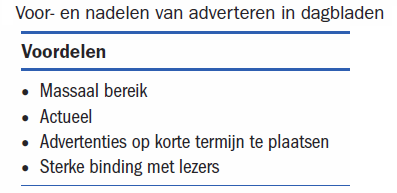 Voor- en nadelen van adverteren in dagbladen
Voordelen
• Massaal bereik
• Actueel
• Advertenties op korte termijn te plaatsen
• Sterke binding met lezers